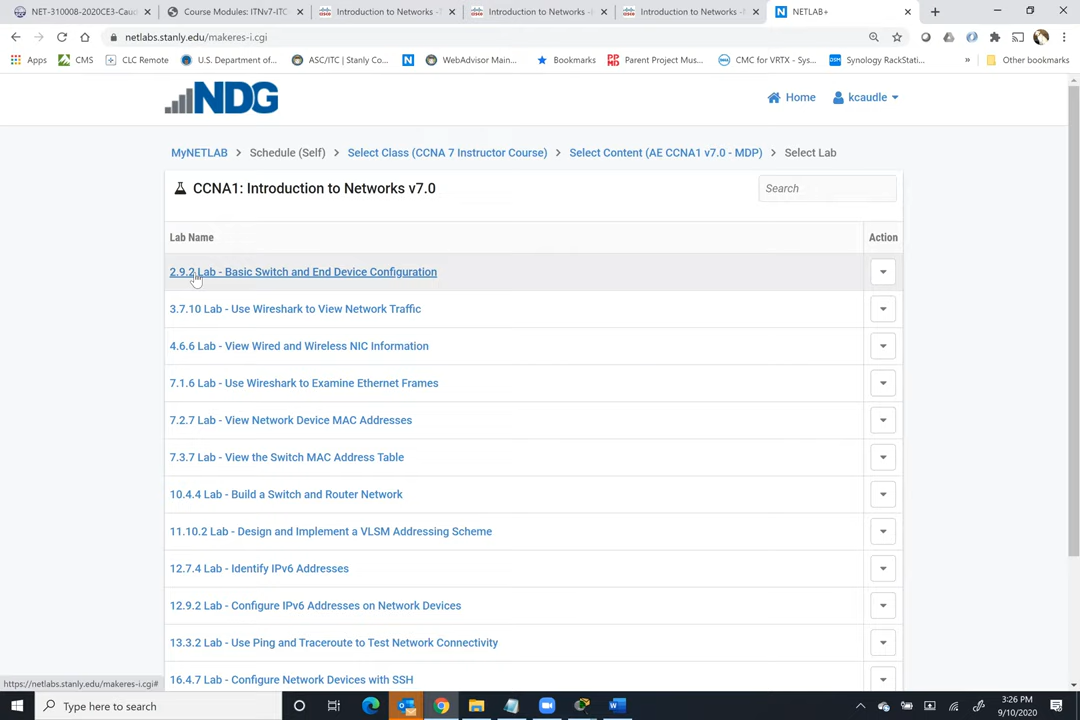 NET-310008-2020CE3-Caud
Course Modules: ITNv7-ITC
Introduction to Networks -
Introduction to Networks -
Introduction to Networks -
NETLAB+
netlabs.stanly.edu/makeres-i.cgi
Apps
CMS
CLC Remote
U.S. Department of...
ASC/ITC | Stanly Co...
WebAdvisor Main...
Bookmarks
Parent Project Mus...
CMC for VRTX - Sys...
Synology RackStati...
»
Other bookmarks
NDG
Home
kcaudle
MyNETLAB > Schedule (Self) > Select Class (CCNA 7 Instructor Course) > Select Content (AE CCNA1 v7.0 - MDP) > Select Lab
CCNA1: Introduction to Networks v7.0
Search
Lab Name
Action
2.9.2 Lab - Basic Switch and End Device Configuration
3.7.10 Lab - Use Wireshark to View Network Traffic
4.6.6 Lab - View Wired and Wireless NIC Information
7.1.6 Lab - Use Wireshark to Examine Ethernet Frames
7.2.7 Lab - View Network Device MAC Addresses
7.3.7 Lab - View the Switch MAC Address Table
10.4.4 Lab - Build a Switch and Router Network
11.10.2 Lab - Design and Implement a VLSM Addressing Scheme
12.7.4 Lab - Identify IPv6 Addresses
12.9.2 Lab - Configure IPv6 Addresses on Network Devices
13.3.2 Lab - Use Ping and Traceroute to Test Network Connectivity
16.4.7 Lab - Configure Network Devices with SSH
https://netlabs.stanly.edu/makeres-i.cgi#
Type here to search
3:26 PM
9/10/2020